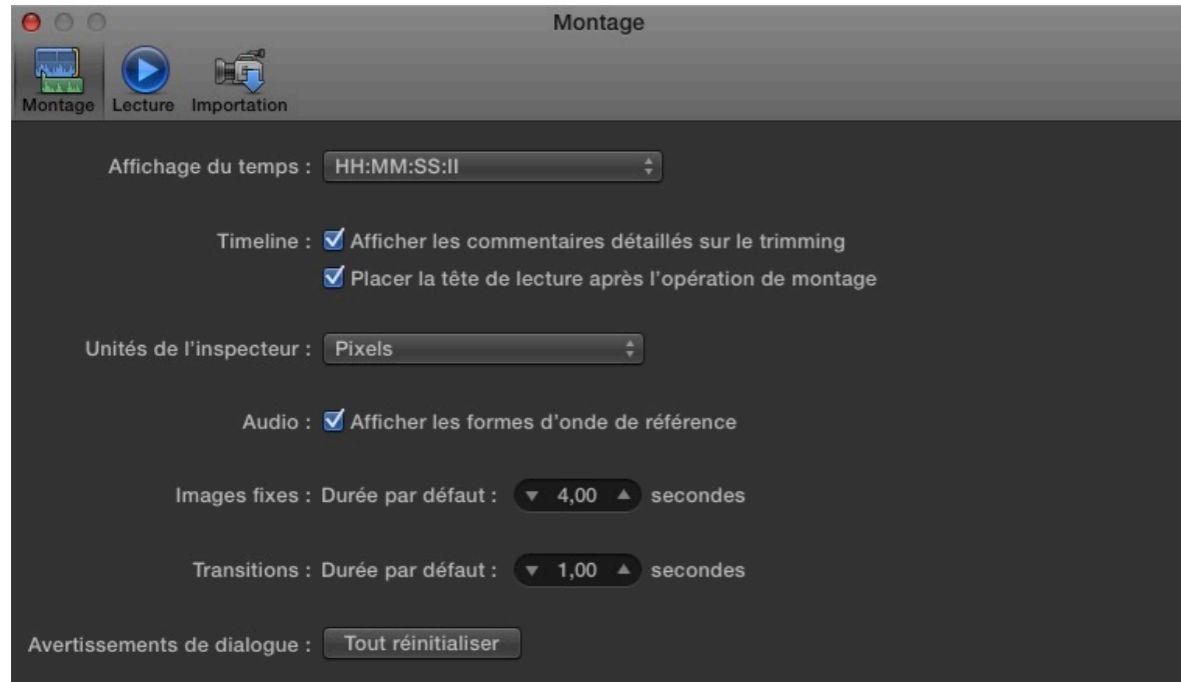 Montage
Montage Lecture Importation
Affichage du temps : HH:MM:SS:II
Timeline : Afficher les commentaires détaillés sur le trimming
Placer la tête de lecture après l’opération de montage
Unités de l’inspecteur : Pixels
Audio : Afficher les formes d’onde de référence
Images fixes : Durée par défaut : 4,00 secondes
Transitions : Durée par défaut : 1,00 secondes
Avertissements de dialogue : Tout réinitialiser